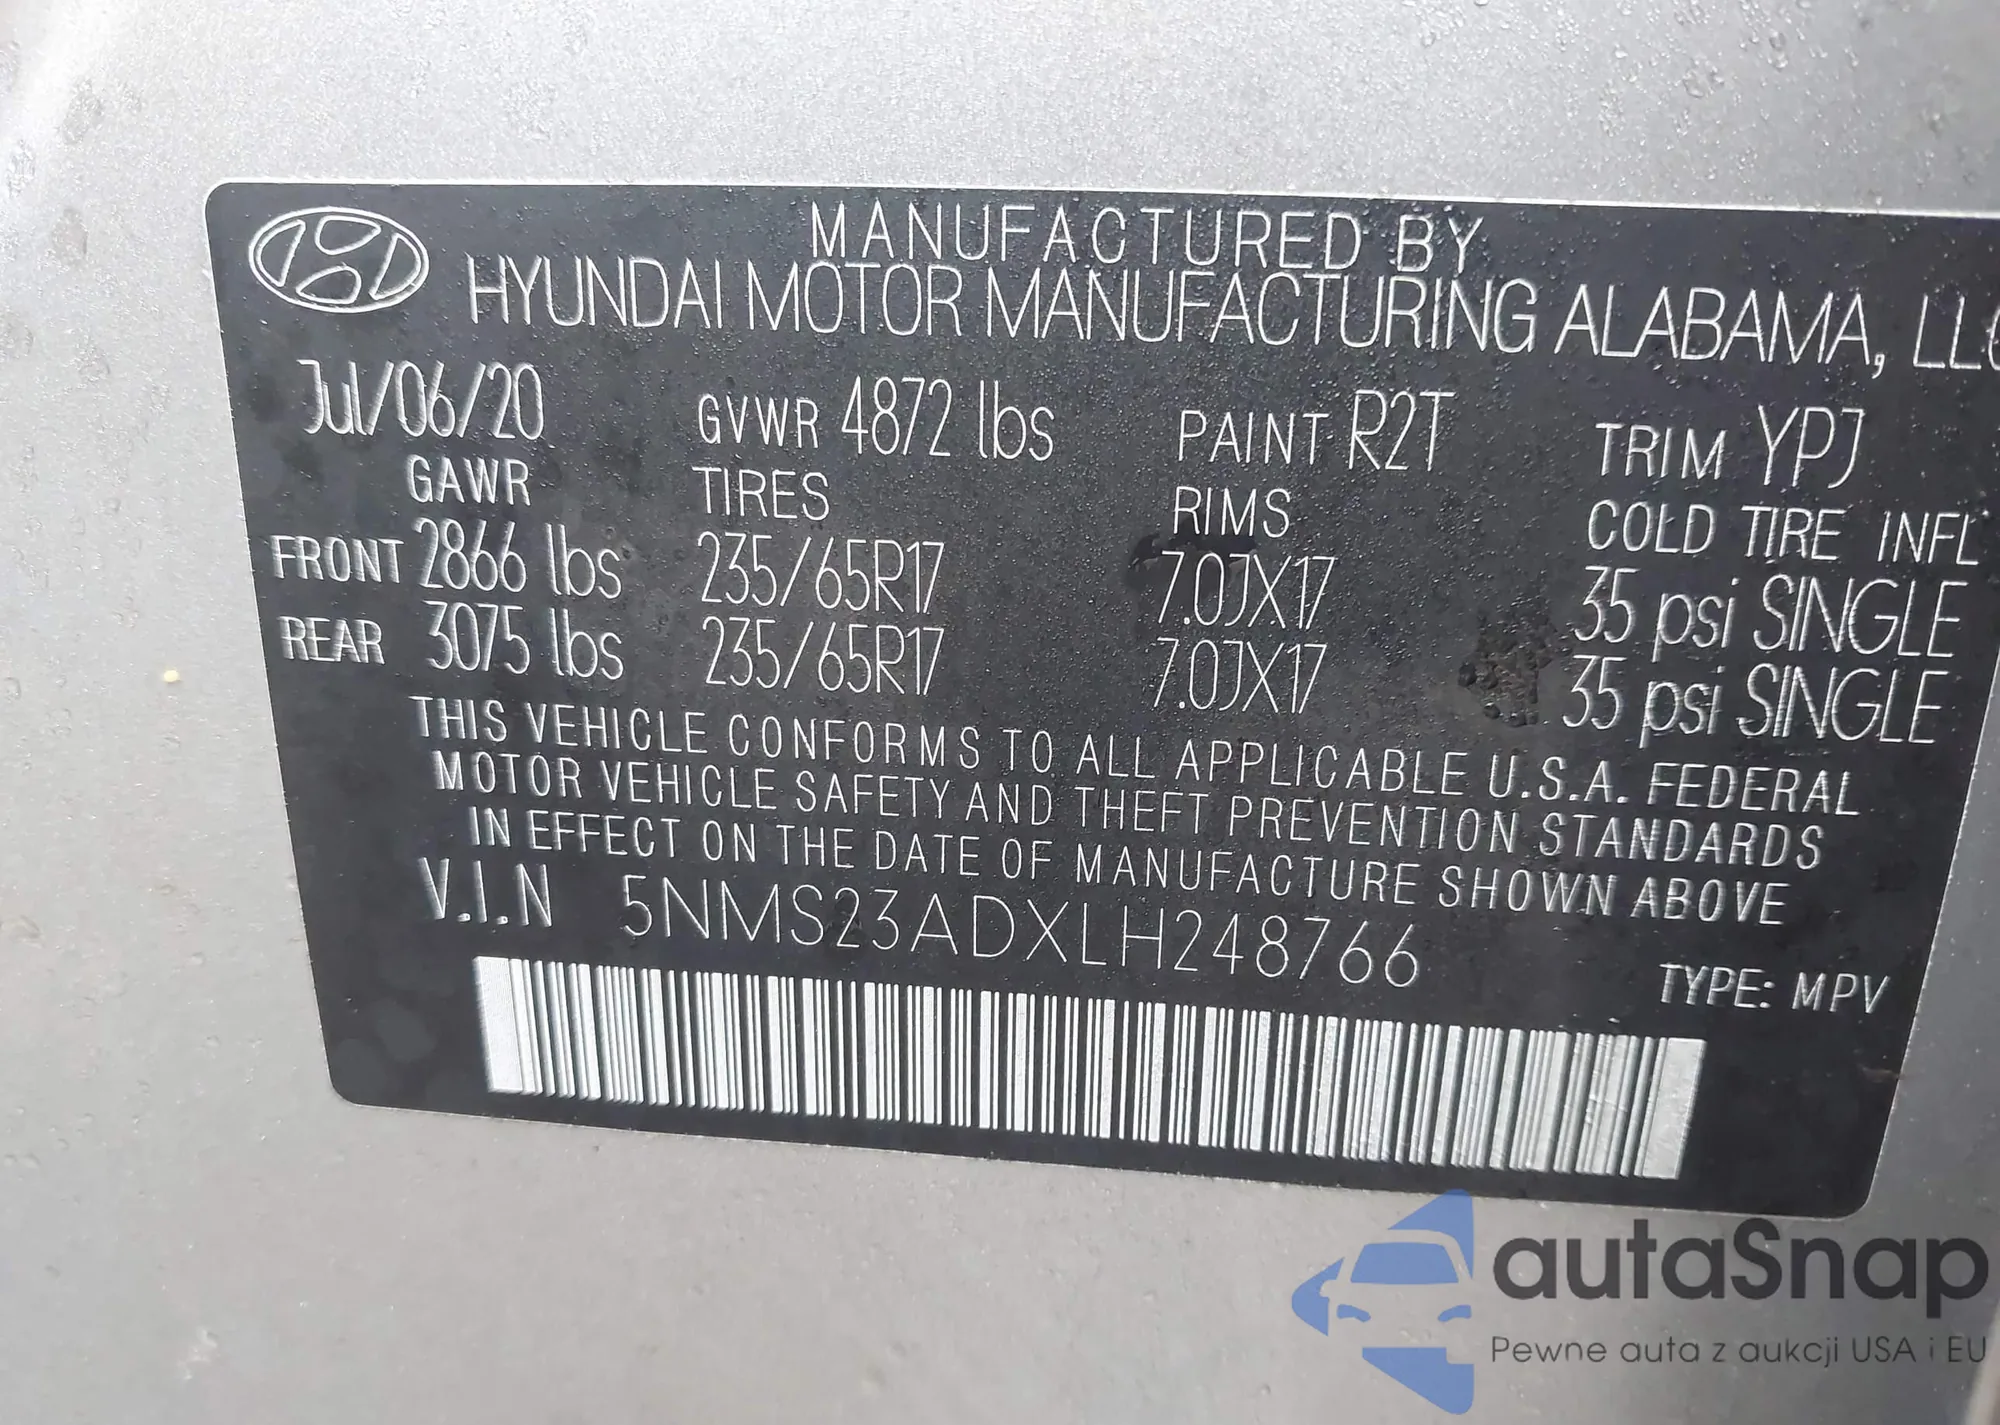 MANUFACTURED BY
HYUNDAI MOTOR MANUFACTURING ALABAMA, LLC
Jul/06/20 GVWR 4872 lbs PAINT R2T TRIM YPJ
GAWR TIRES RIMS COLD TIRE INFL
FRONT 2866 lbs 235/65R17 7.0JX17 35 psi SINGLE
REAR 3075 lbs 235/65R17 7.0JX17 35 psi SINGLE
THIS VEHICLE CONFORMS TO ALL APPLICABLE U.S.A. FEDERAL
MOTOR VEHICLE SAFETY AND THEFT PREVENTION STANDARDS
IN EFFECT ON THE DATE OF MANUFACTURE SHOWN ABOVE
V.I.N 5NMS23ADXLH248766
TYPE: MPV
autaSnap
Pewne auta z aukcji USA i EU